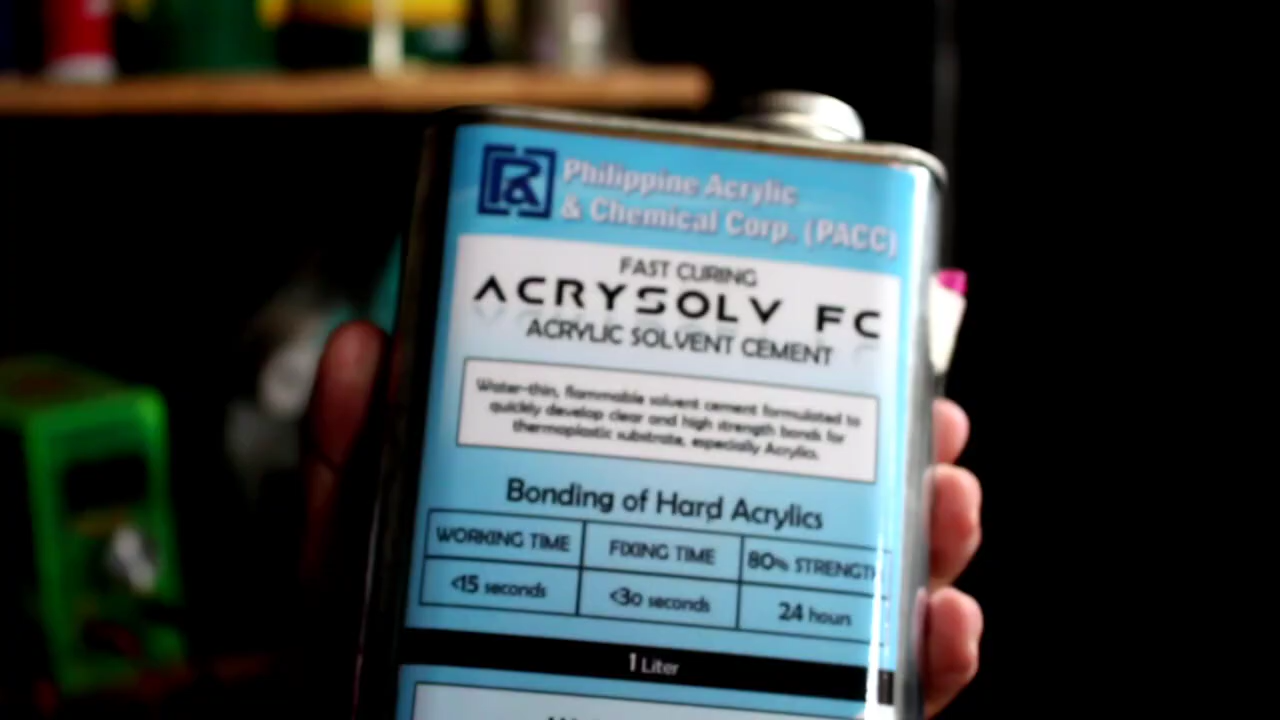 Philippine Acrylic
& Chemical Corp. (PACC)
FAST CURING
ACRYSOLV FC
ACRYLIC SOLVENT CEMENT
Water-thin, flammable solvent cement formulated to
quickly develop clear and high strength bonds for
thermoplastic substrate, especially Acrylics.
Bonding of Hard Acrylics
WORKING TIME FIXING TIME 80% STRENGTH
<15 seconds <30 seconds 24 hours
1 Liter